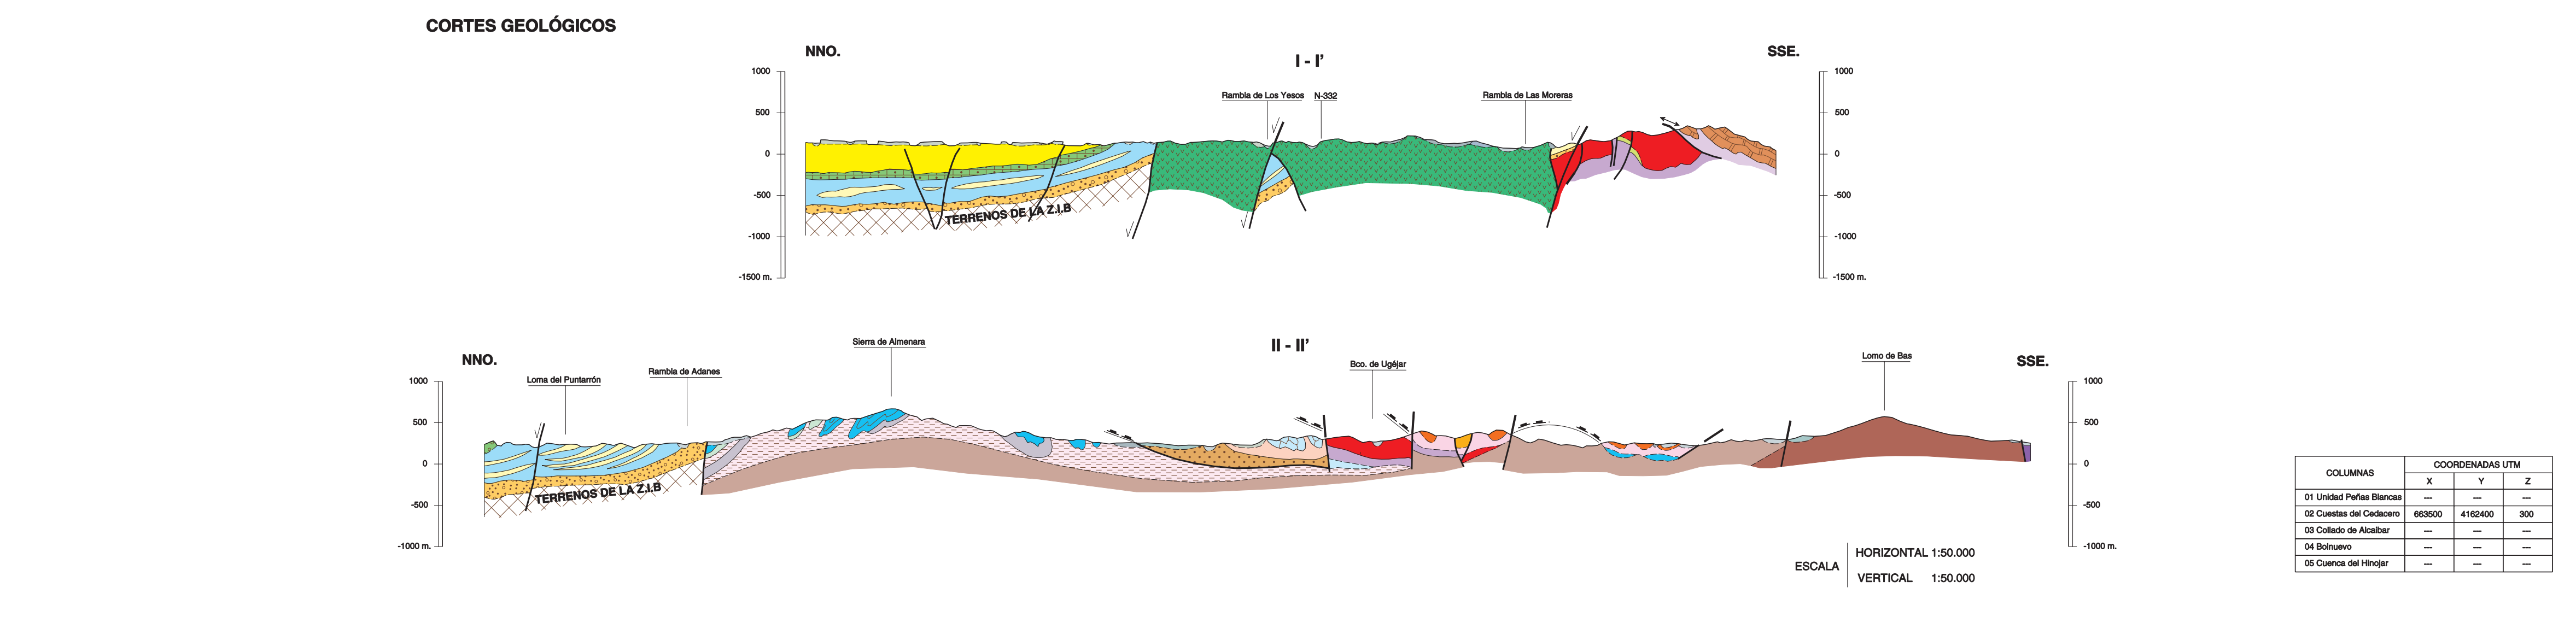 CORTES GEOLÓGICOS
NNO.
SSE.
I - I'
Rambla de Los Yesos
N-332
Rambla de Las Moreras
1000
500
0
-500
-1000
-1500 m.
1000
500
0
-500
-1000
-1500 m.
TERRENOS DE LA Z.I.B
II - II'
NNO.
SSE.
Loma del Puntarrón
Rambla de Adanes
Sierra de Almenara
Bco. de Ugéjar
Lomo de Bas
1000
500
0
-500
-1000 m.
1000
500
0
-500
-1000 m.
TERRENOS DE LA Z.I.B
ESCALA
HORIZONTAL 1:50.000
VERTICAL 1:50.000
COLUMNAS
COORDENADAS UTM
X Y Z
01 Unidad Peñas Blancas --- --- ---
02 Cuestas del Cedacero 663500 4162400 300
03 Collado de Alcaibar --- --- ---
04 Bolnuevo --- --- ---
05 Cuenca del Hinojar --- --- ---